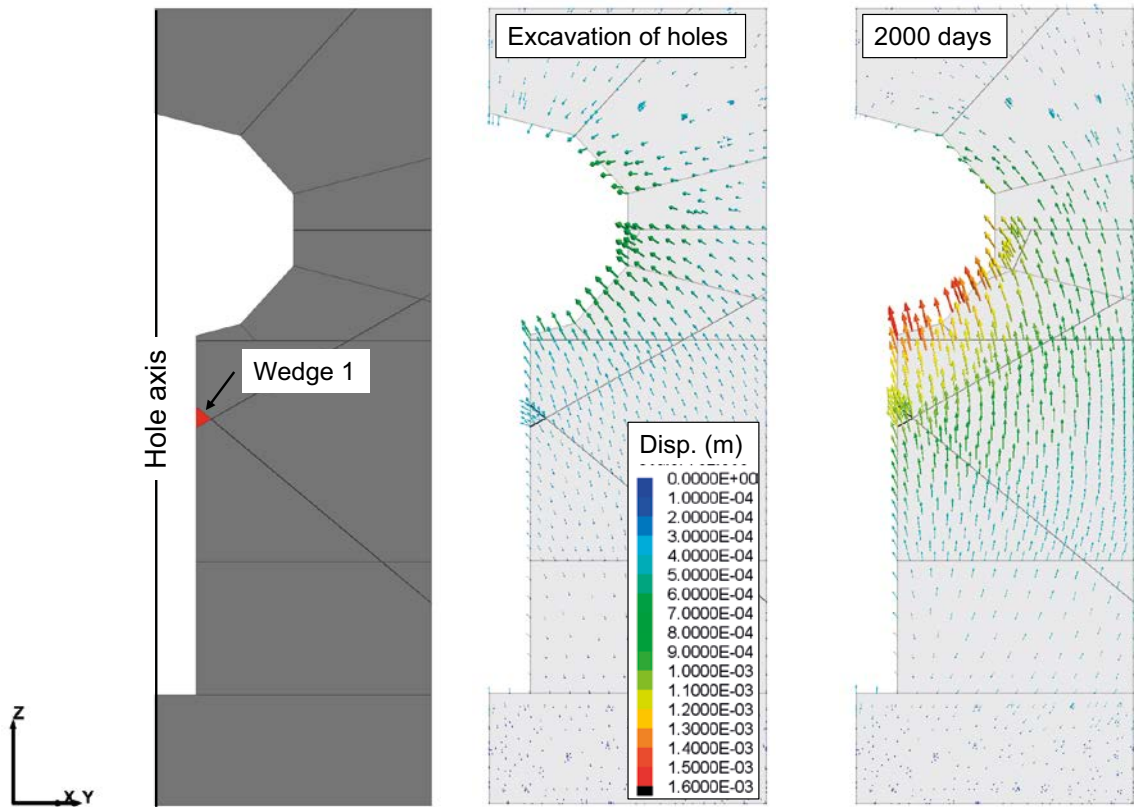 Excavation of holes
2000 days
Hole axis
Wedge 1
Disp. (m)
0.0000E+00
1.0000E-04
2.0000E-04
3.0000E-04
4.0000E-04
5.0000E-04
6.0000E-04
7.0000E-04
8.0000E-04
9.0000E-04
1.0000E-03
1.1000E-03
1.2000E-03
1.3000E-03
1.4000E-03
1.5000E-03
1.6000E-03
Z
X Y